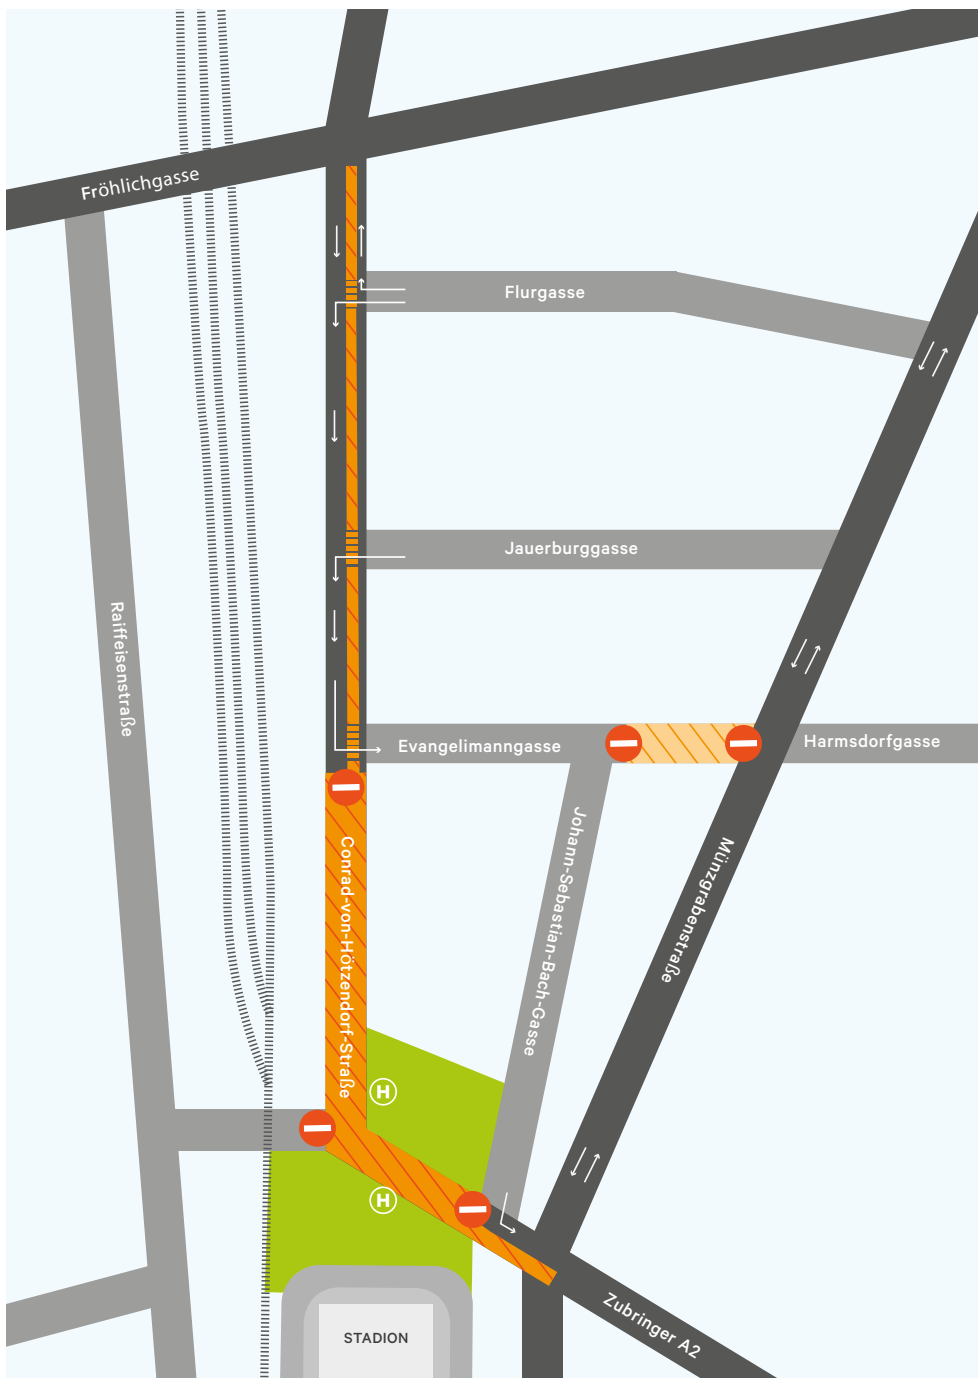 Fröhlichgasse
Flurgasse
Jauerburggasse
Raiffeisenstraße
Evangelimanngasse
Harmsdorfgasse
Johann-Sebastian-Bach-Gasse
Münzgrabenstraße
Conrad-von-Hötzendorf-Straße
H
H
Zubringer A2
STADION